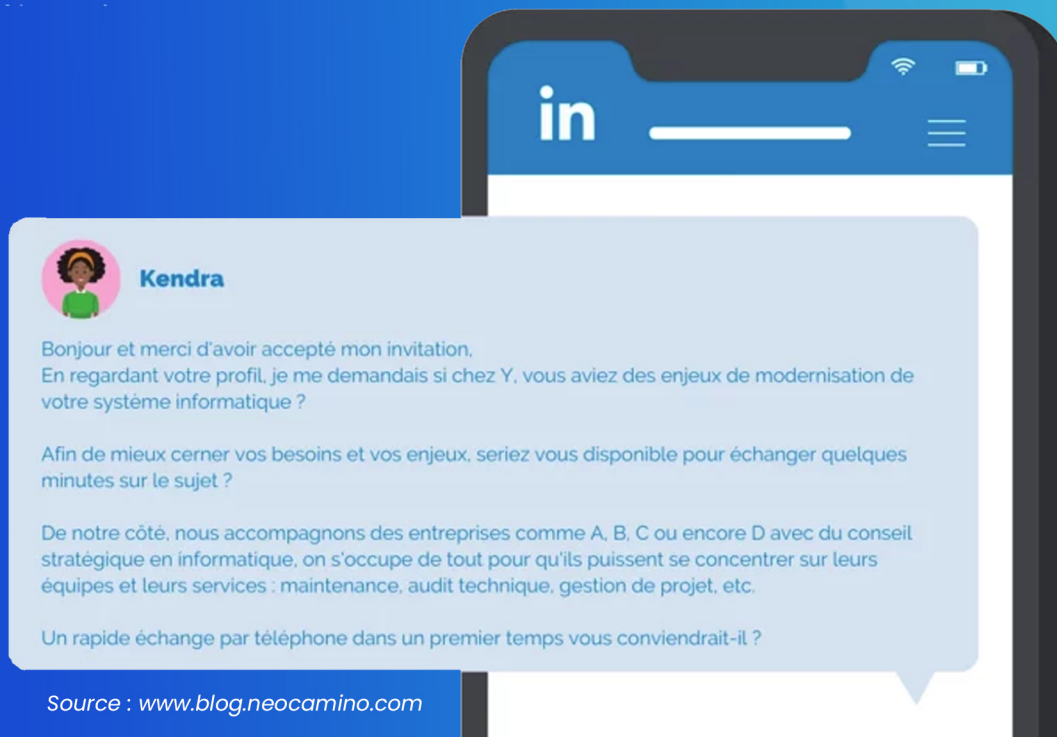 in
Kendra
Bonjour et merci d'avoir accepté mon invitation,
En regardant votre profil, je me demandais si chez Y, vous aviez des enjeux de modernisation de
votre système informatique ?
Afin de mieux cerner vos besoins et vos enjeux, seriez vous disponible pour échanger quelques
minutes sur le sujet ?
De notre côté, nous accompagnons des entreprises comme A, B, C ou encore D avec du conseil
stratégique en informatique, on s'occupe de tout pour qu'ils puissent se concentrer sur leurs
équipes et leurs services : maintenance, audit technique, gestion de projet, etc.
Un rapide échange par téléphone dans un premier temps vous conviendrait-il ?
Source : www.blog.neocamino.com